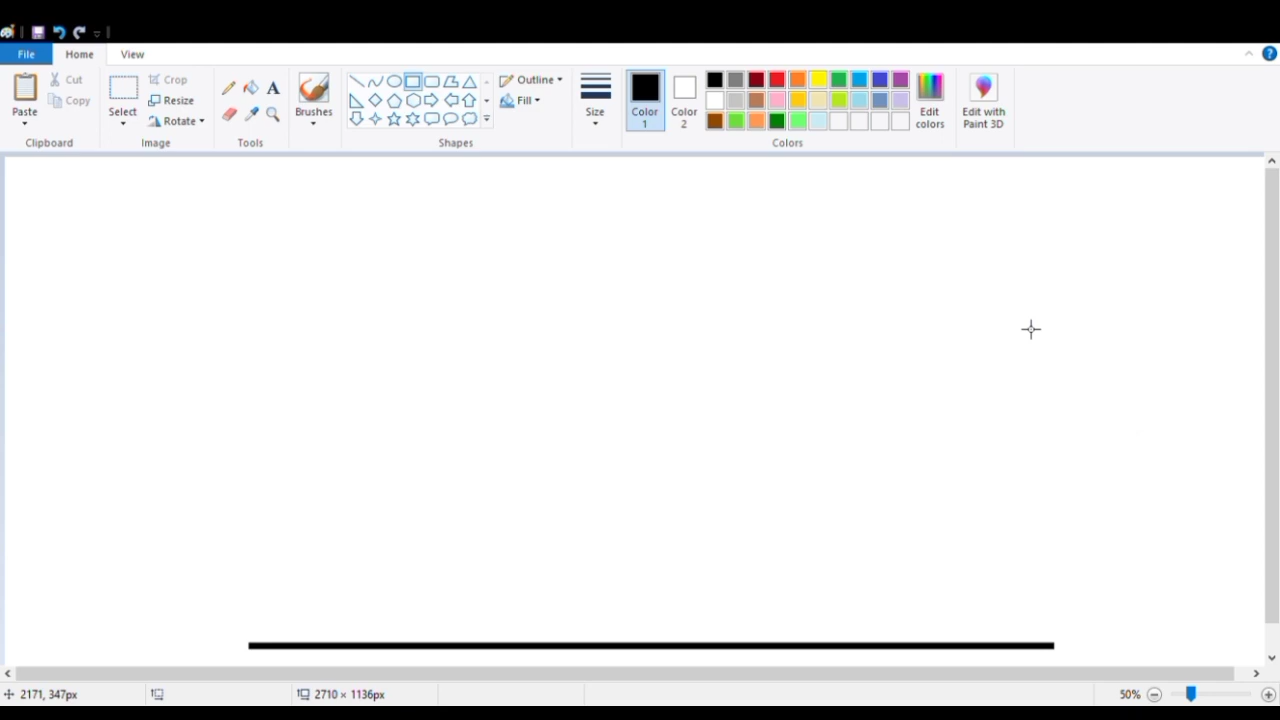 File Home View
Paste Cut Copy Select Crop Resize Rotate A Brushes Outline Fill Size Color 1 Color 2 Edit colors Edit with Paint 3D
Clipboard Image Tools Shapes Colors
2171, 347px 2710 × 1136px 50%